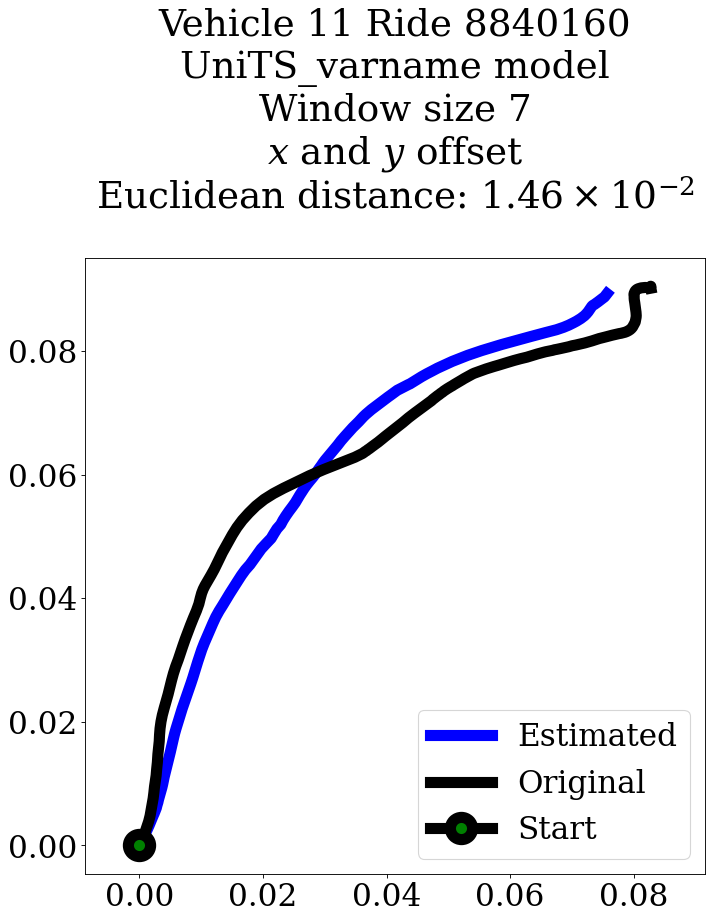 Vehicle 11 Ride 8840160
UniTS_varname model
Window size 7
x and y offset
Euclidean distance: 1.46 × 10⁻²
0.08
0.06
0.04
0.02
0.00
Estimated
Original
Start
0.00 0.02 0.04 0.06 0.08